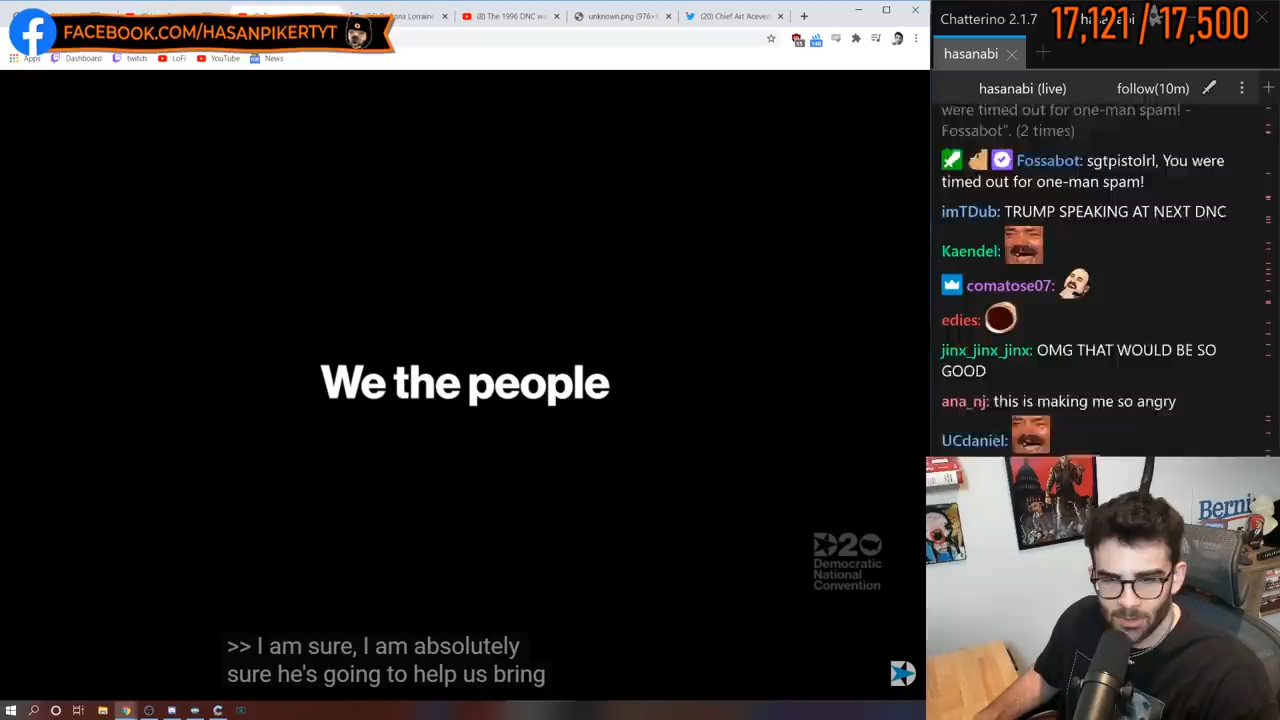 FACEBOOK.COM/HASANPIKERTYT
(8) The 1996 DNC wa
unknown.png (976×
(20) Chief Art Aceved
Apps
Dashboard
twitch
LoFi
YouTube
News
We the people
D20
Democratic
National
Convention
>> I am sure, I am absolutely
sure he's going to help us bring
Chatterino 2.1.7
17,121 / 17,500
hasanabi
hasanabi (live)
follow(10m)
were timed out for one-man spam! -
Fossabot". (2 times)
Fossabot: sgtpistolrl, You were
timed out for one-man spam!
imTDub: TRUMP SPEAKING AT NEXT DNC
Kaendel:
comatose07:
edies:
jinx_jinx_jinx: OMG THAT WOULD BE SO
GOOD
ana_nj: this is making me so angry
UCdaniel:
Berni